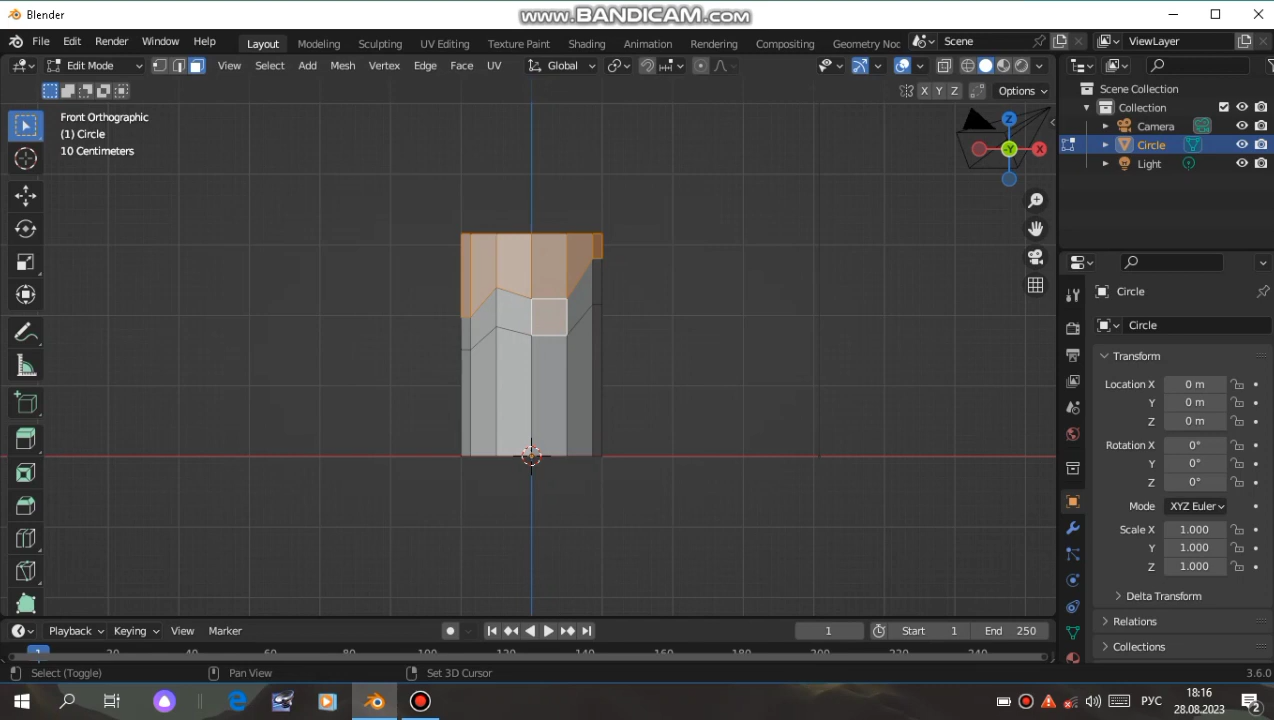 www.BANDICAM.com
Blender
File Edit Render Window Help
Layout Modeling Sculpting UV Editing Texture Paint Shading Animation Rendering Compositing Geometry Noc
Scene
ViewLayer
Edit Mode
View Select Add Mesh Vertex Edge Face UV
Global
X Y Z
Options
Front Orthographic
(1) Circle
10 Centimeters
Z
-Y
X
Scene Collection
Collection
Camera
Circle
Light
Circle
Circle
Transform
Location X 0 m
Y 0 m
Z 0 m
Rotation X 0°
Y 0°
Z 0°
Mode XYZ Euler
Scale X 1.000
Y 1.000
Z 1.000
Delta Transform
Relations
Collections
Playback Keying View Marker
1
Start 1
End 250
1
Select (Toggle)
Pan View
Set 3D Cursor
3.6.0
РУС
18:16
28.08.2023
2